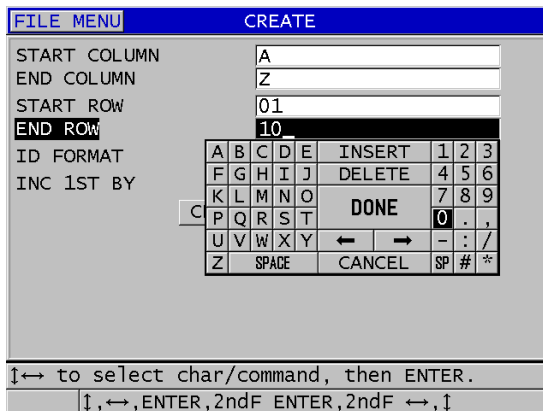 FILE MENU CREATE
START COLUMN A
END COLUMN Z
START ROW 01
END ROW 10_
ID FORMAT
INC 1ST BY
A B C D E INSERT 1 2 3
F G H I J DELETE 4 5 6
K L M N O DONE 7 8 9
C
P Q R S T 0 . ,
U V W X Y ← → - : /
Z SPACE CANCEL SP # *
↕↔ to select char/command, then ENTER.
↕,↔,ENTER,2ndF ENTER,2ndF ↔,↕